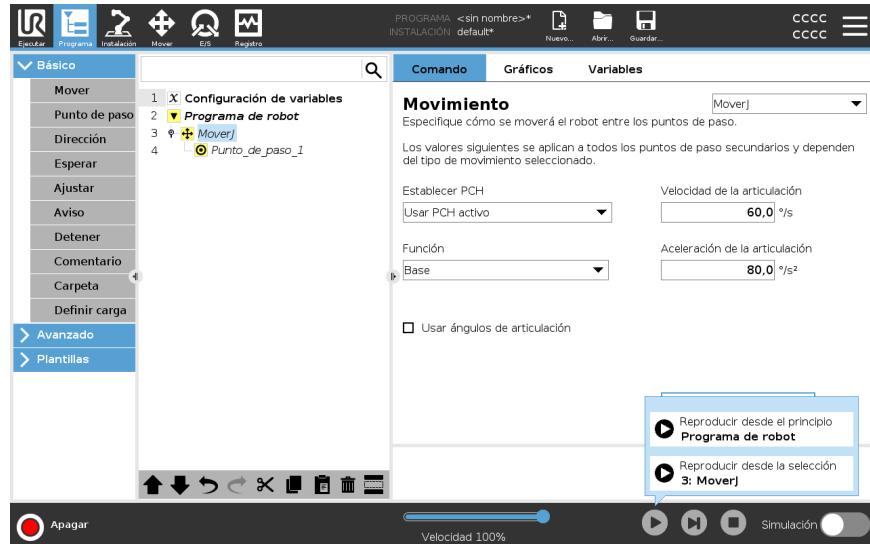 UR
PROGRAMA <sin nombre>*
INSTALACIÓN default*
Ejecutar
Programa
Instalación
Mover
E/S
Registro
Nuevo...
Abrir...
Guardar...
CCCC
CCCC
Básico
Mover
Punto de paso
Dirección
Esperar
Ajustar
Aviso
Detener
Comentario
Carpeta
Definir carga
Avanzado
Plantillas
1 X Configuración de variables
2 Programa de robot
3 MoverJ
4 Punto_de_paso_1
Comando Gráficos Variables
Movimiento
MoverJ
Especifique cómo se moverá el robot entre los puntos de paso.
Los valores siguientes se aplican a todos los puntos de paso secundarios y dependen
del tipo de movimiento seleccionado.
Establecer PCH
Velocidad de la articulación
Usar PCH activo
60,0 °/s
Función
Aceleración de la articulación
Base
80,0 °/s²
Usar ángulos de articulación
Reproducir desde el principio
Programa de robot
Reproducir desde la selección
3: MoverJ
Apagar
Velocidad 100%
Simulación